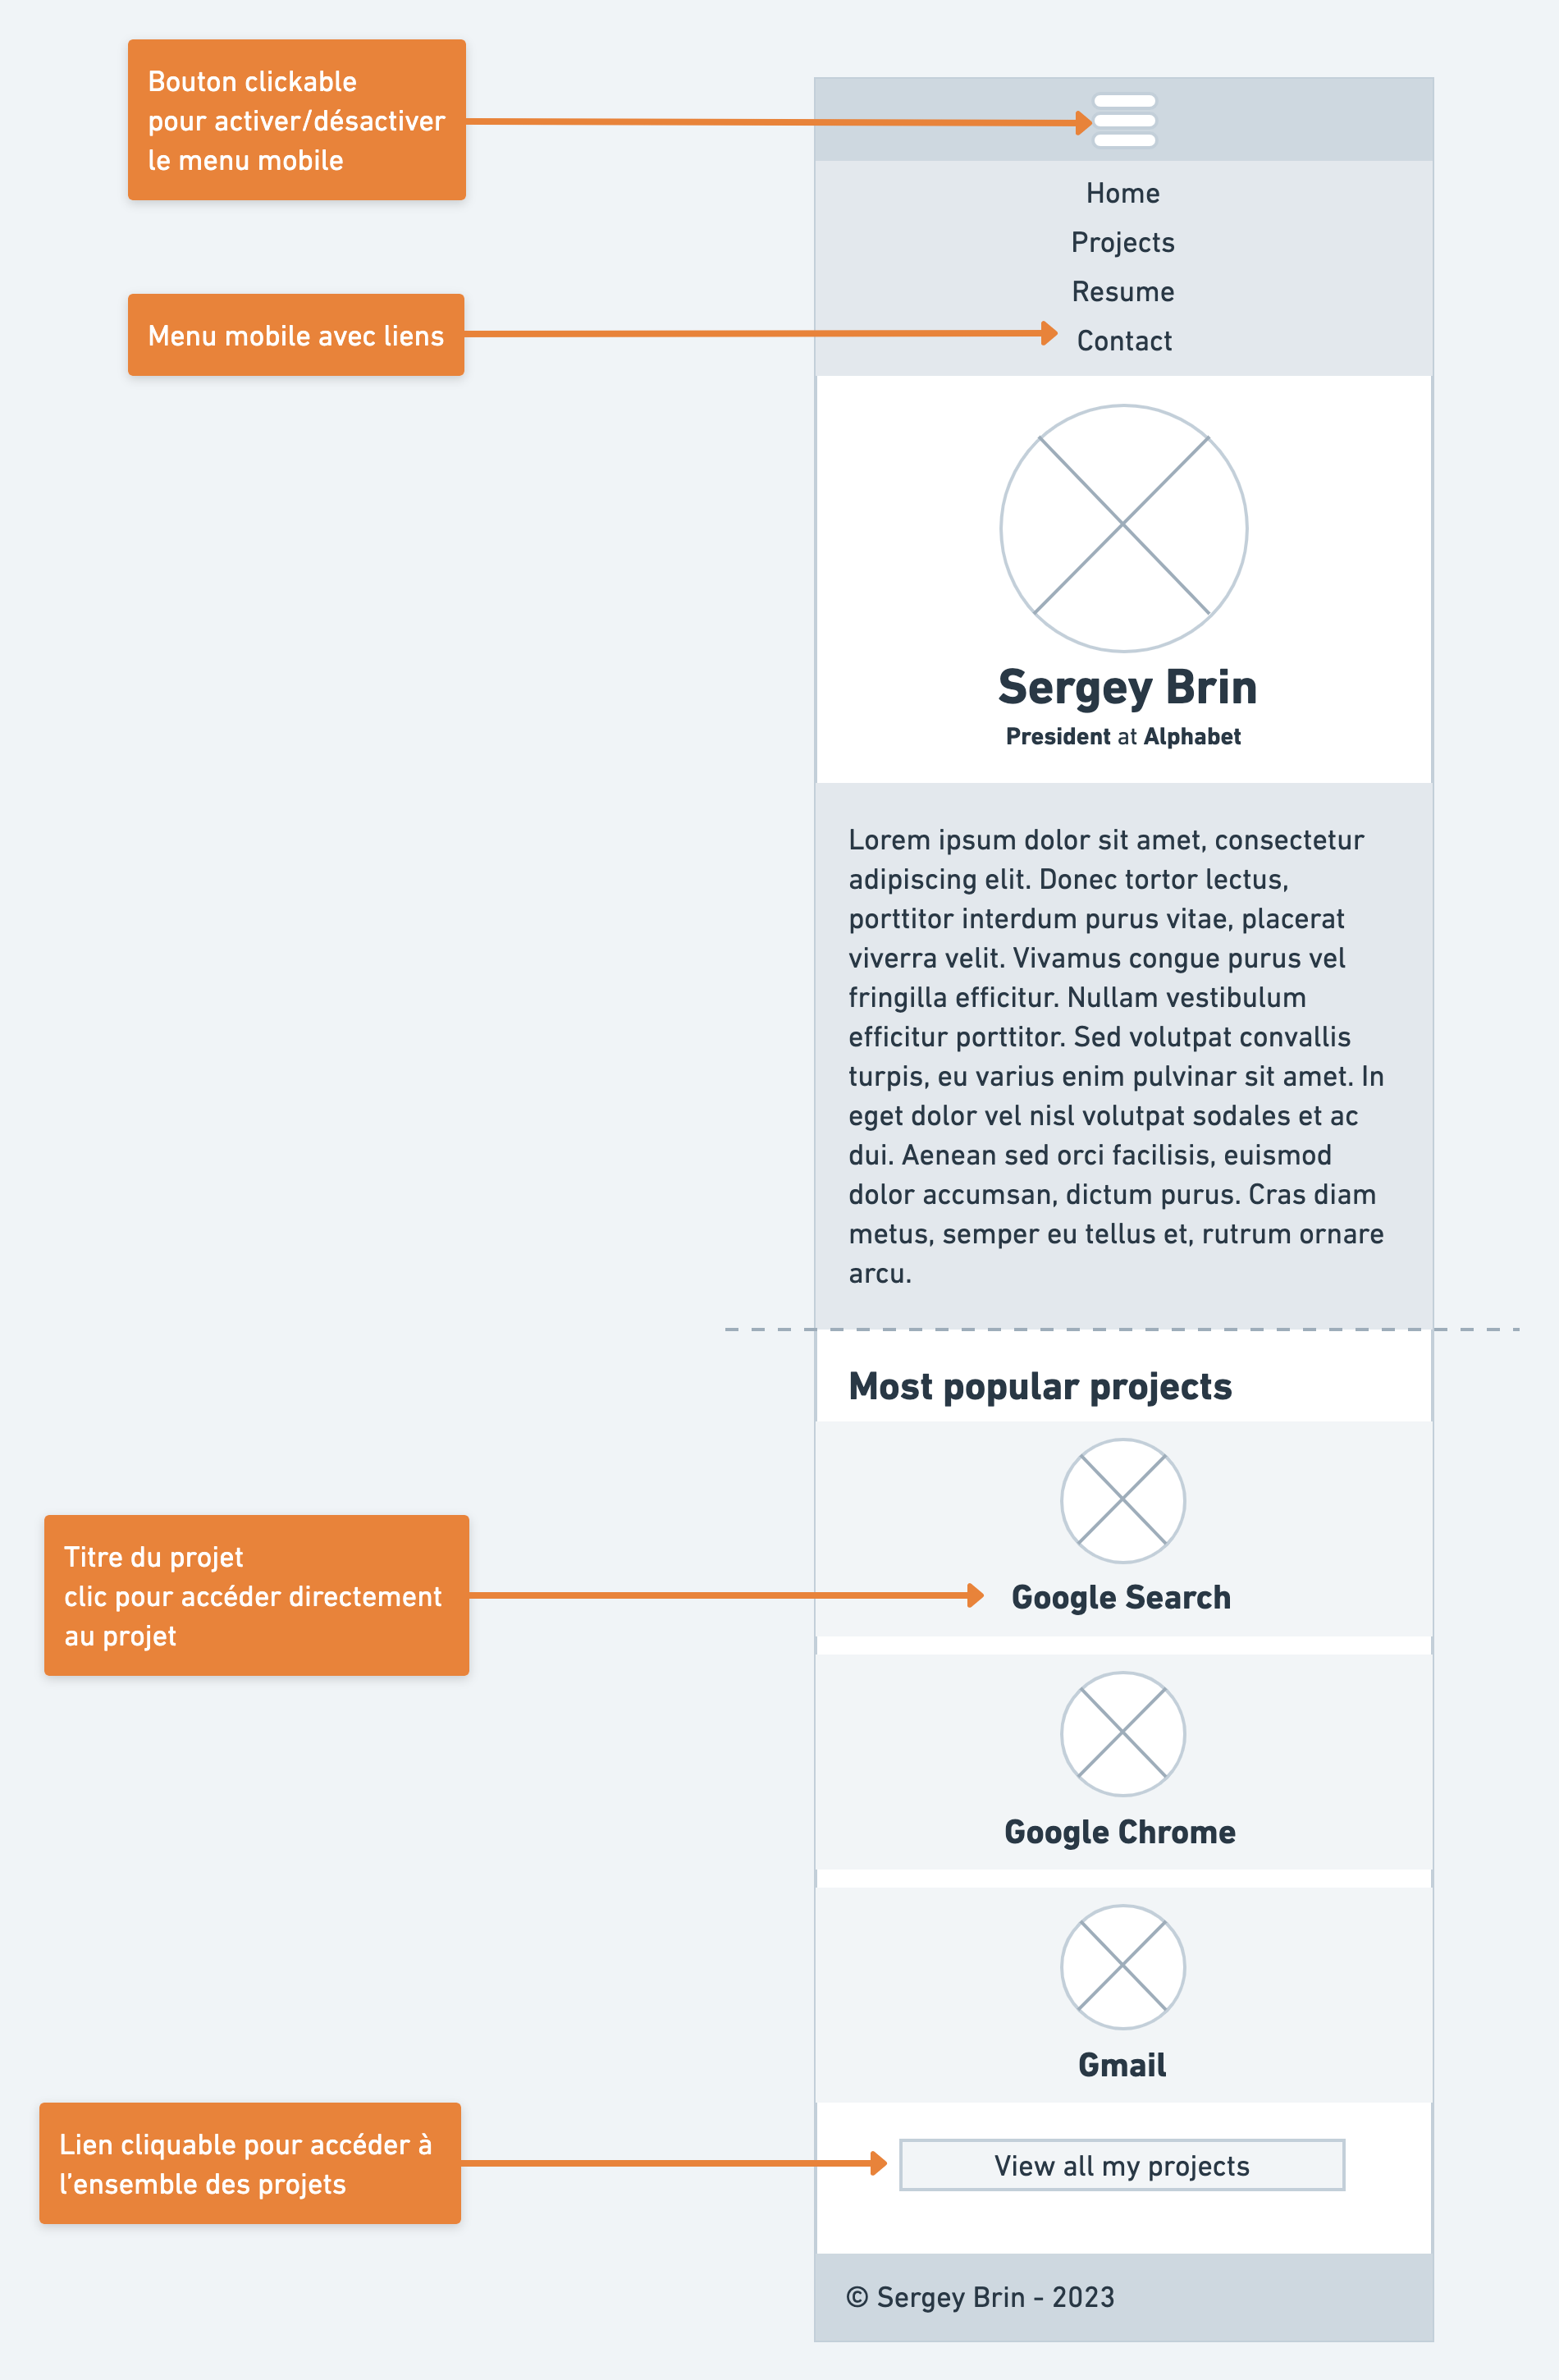 Bouton clickable
pour activer/désactiver
le menu mobile
Home
Projects
Resume
Menu mobile avec liens
Contact
Sergey Brin
President at Alphabet
Lorem ipsum dolor sit amet, consectetur
adipiscing elit. Donec tortor lectus,
porttitor interdum purus vitae, placerat
viverra velit. Vivamus congue purus vel
fringilla efficitur. Nullam vestibulum
efficitur porttitor. Sed volutpat convallis
turpis, eu varius enim pulvinar sit amet. In
eget dolor vel nisl volutpat sodales et ac
dui. Aenean sed orci facilisis, euismod
dolor accumsan, dictum purus. Cras diam
metus, semper eu tellus et, rutrum ornare
arcu.
Most popular projects
Titre du projet
clic pour accéder directement
au projet
Google Search
Google Chrome
Gmail
Lien cliquable pour accéder à
l’ensemble des projets
View all my projects
© Sergey Brin - 2023